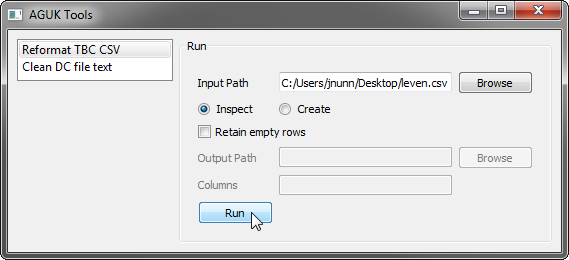 AGUK Tools
Reformat TBC CSV
Clean DC file text
Run
Input Path C:/Users/jnunn/Desktop/leven.csv Browse
Inspect Create
Retain empty rows
Output Path Browse
Columns
Run